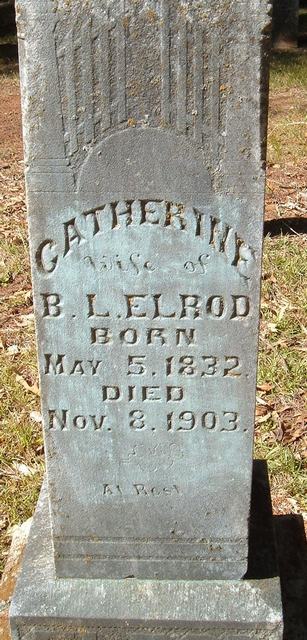 CATHERINE
Wife of
B. L. ELROD
BORN
MAY 5, 1832.
DIED
NOV. 8. 1903.
At Rest